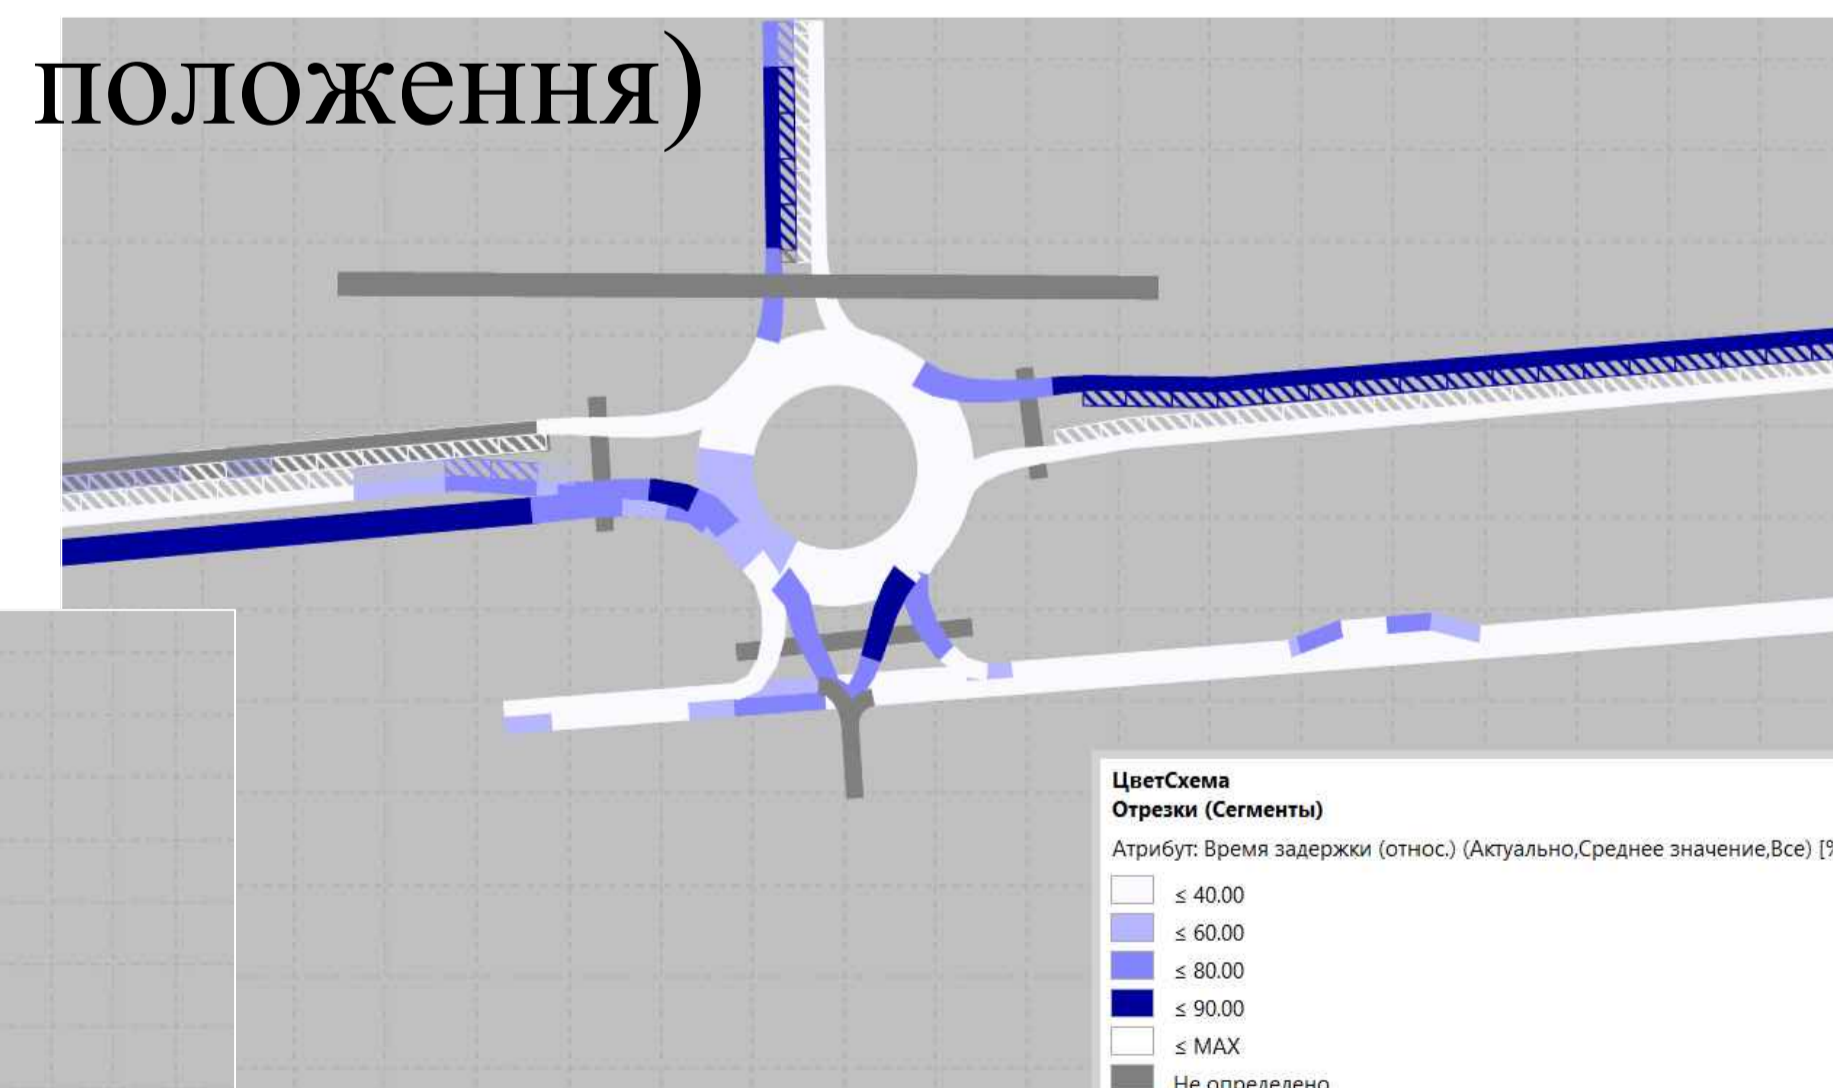 положення)
ЦветСхема
Отрезки (Сегменты)
Атрибут: Время задержки (относ.) (Актуально,Среднее значение,Все) [%
≤ 40.00
≤ 60.00
≤ 80.00
≤ 90.00
≤ MAX
Не определено